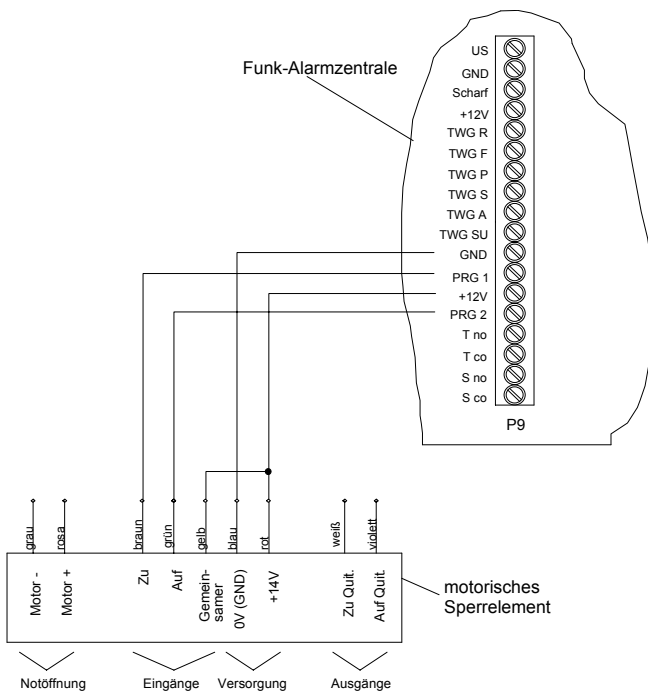 Funk-Alarmzentrale
US
GND
Scharf
+12V
TWG R
TWG F
TWG P
TWG S
TWG A
TWG SU
GND
PRG 1
+12V
PRG 2
T no
T co
S no
S co
P9
grau
rosa
braun
grün
gelb
blau
rot
weiß
violett
Motor -
Motor +
Zu
Auf
Gemein-
samer
0V (GND)
+14V
Zu Quit.
Auf Quit.
motorisches
Sperrelement
Notöffnung
Eingänge
Versorgung
Ausgänge